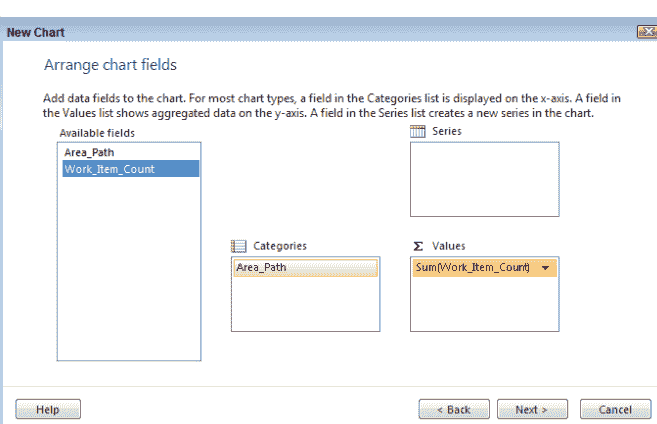 New Chart
Arrange chart fields
Add data fields to the chart. For most chart types, a field in the Categories list is displayed on the x-axis. A field in
the Values list shows aggregated data on the y-axis. A field in the Series list creates a new series in the chart.
Available fields
Series
Area_Path
Work_Item_Count
Categories
Σ Values
Area_Path
Sum(Work_Item_Count)
Help
< Back
Next >
Cancel